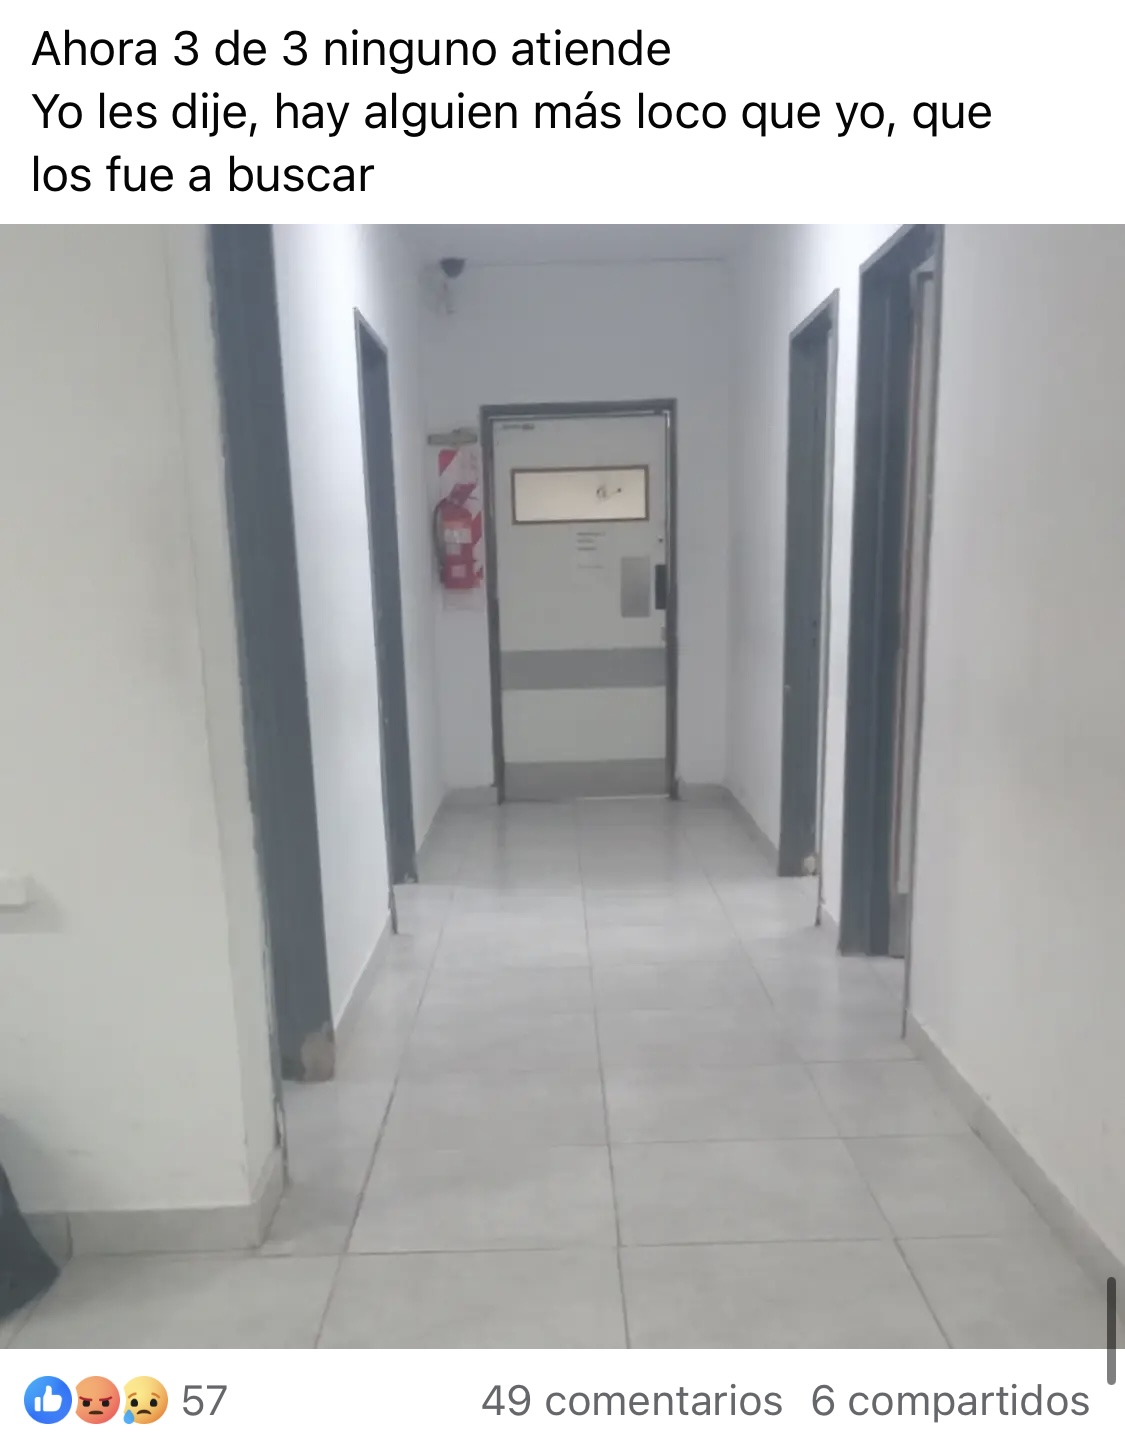 Ahora 3 de 3 ninguno atiende
Yo les dije, hay alguien más loco que yo, que
los fue a buscar
57
49 comentarios
6 compartidos